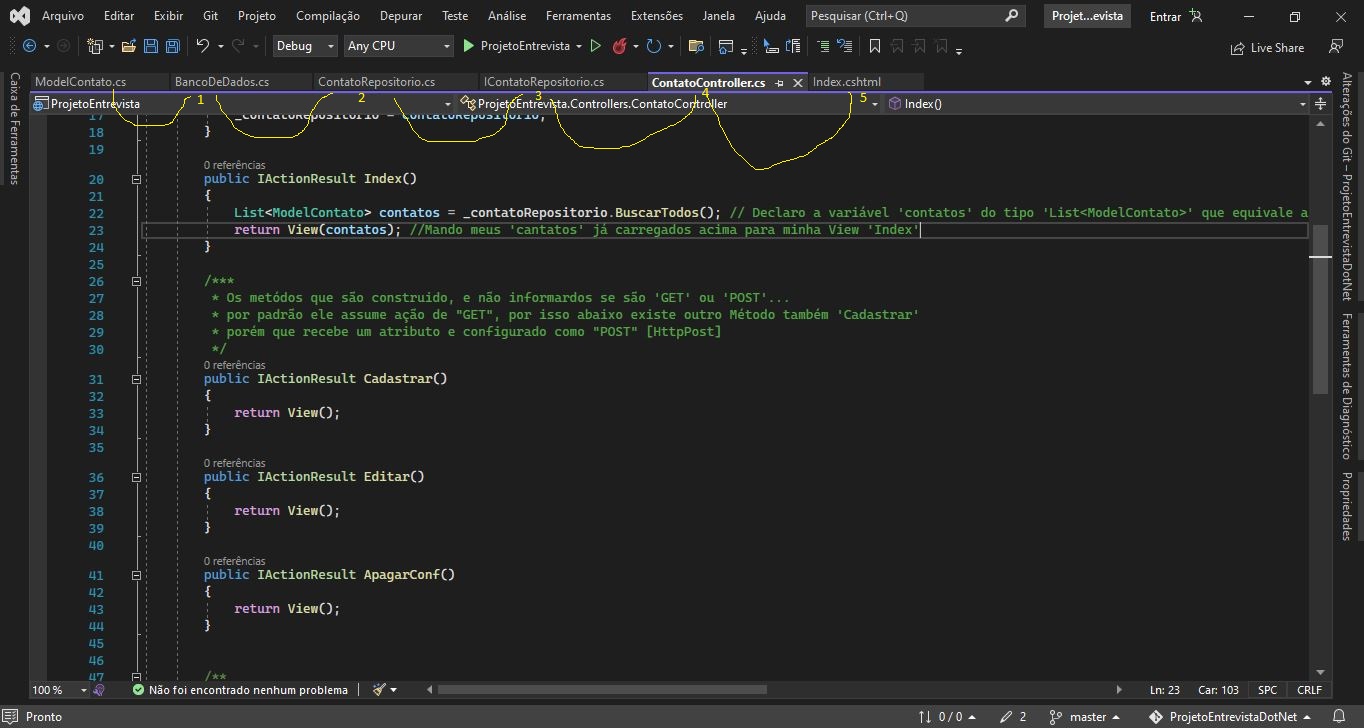 Arquivo Editar Exibir Git Projeto Compilação Depurar Teste Análise Ferramentas Extensões Janela Ajuda Pesquisar (Ctrl+Q) Projet...evista Entrar
Debug Any CPU ProjetoEntrevista Live Share
ModelContato.cs BancoDeDados.cs ContatoRepositorio.cs IContatoRepositorio.cs ContatoController.cs Index.cshtml
1 2 3 4 5
ProjetoEntrevista ProjetoEntrevista.Controllers.ContatoController Index()
17 _contatoRepositorio = contatoRepositorio;
18 }
19
0 referências
20 public IActionResult Index()
21 {
22 List<ModelContato> contatos = _contatoRepositorio.BuscarTodos(); // Declaro a variável 'contatos' do tipo 'List<ModelContato>' que equivale a
23 return View(contatos); //Mando meus 'cantatos' já carregados acima para minha View 'Index'
24 }
25
26 /***
27 * Os metódos que são construido, e não informardos se são 'GET' ou 'POST'...
28 * por padrão ele assume ação de "GET", por isso abaixo existe outro Método também 'Cadastrar'
29 * porém que recebe um atributo e configurado como "POST" [HttpPost]
30 */
0 referências
31 public IActionResult Cadastrar()
32 {
33 return View();
34 }
35
0 referências
36 public IActionResult Editar()
37 {
38 return View();
39 }
40
0 referências
41 public IActionResult ApagarConf()
42 {
43 return View();
44 }
45
46
47 /**
100 % Não foi encontrado nenhum problema Ln: 23 Car: 103 SPC CRLF
Pronto 0 / 0 2 master ProjetoEntrevistaDotNet
Caixa de Ferramentas
Alterações do Git – ProjetoEntrevistaDotNet
Ferramentas de Diagnóstico
Propriedades